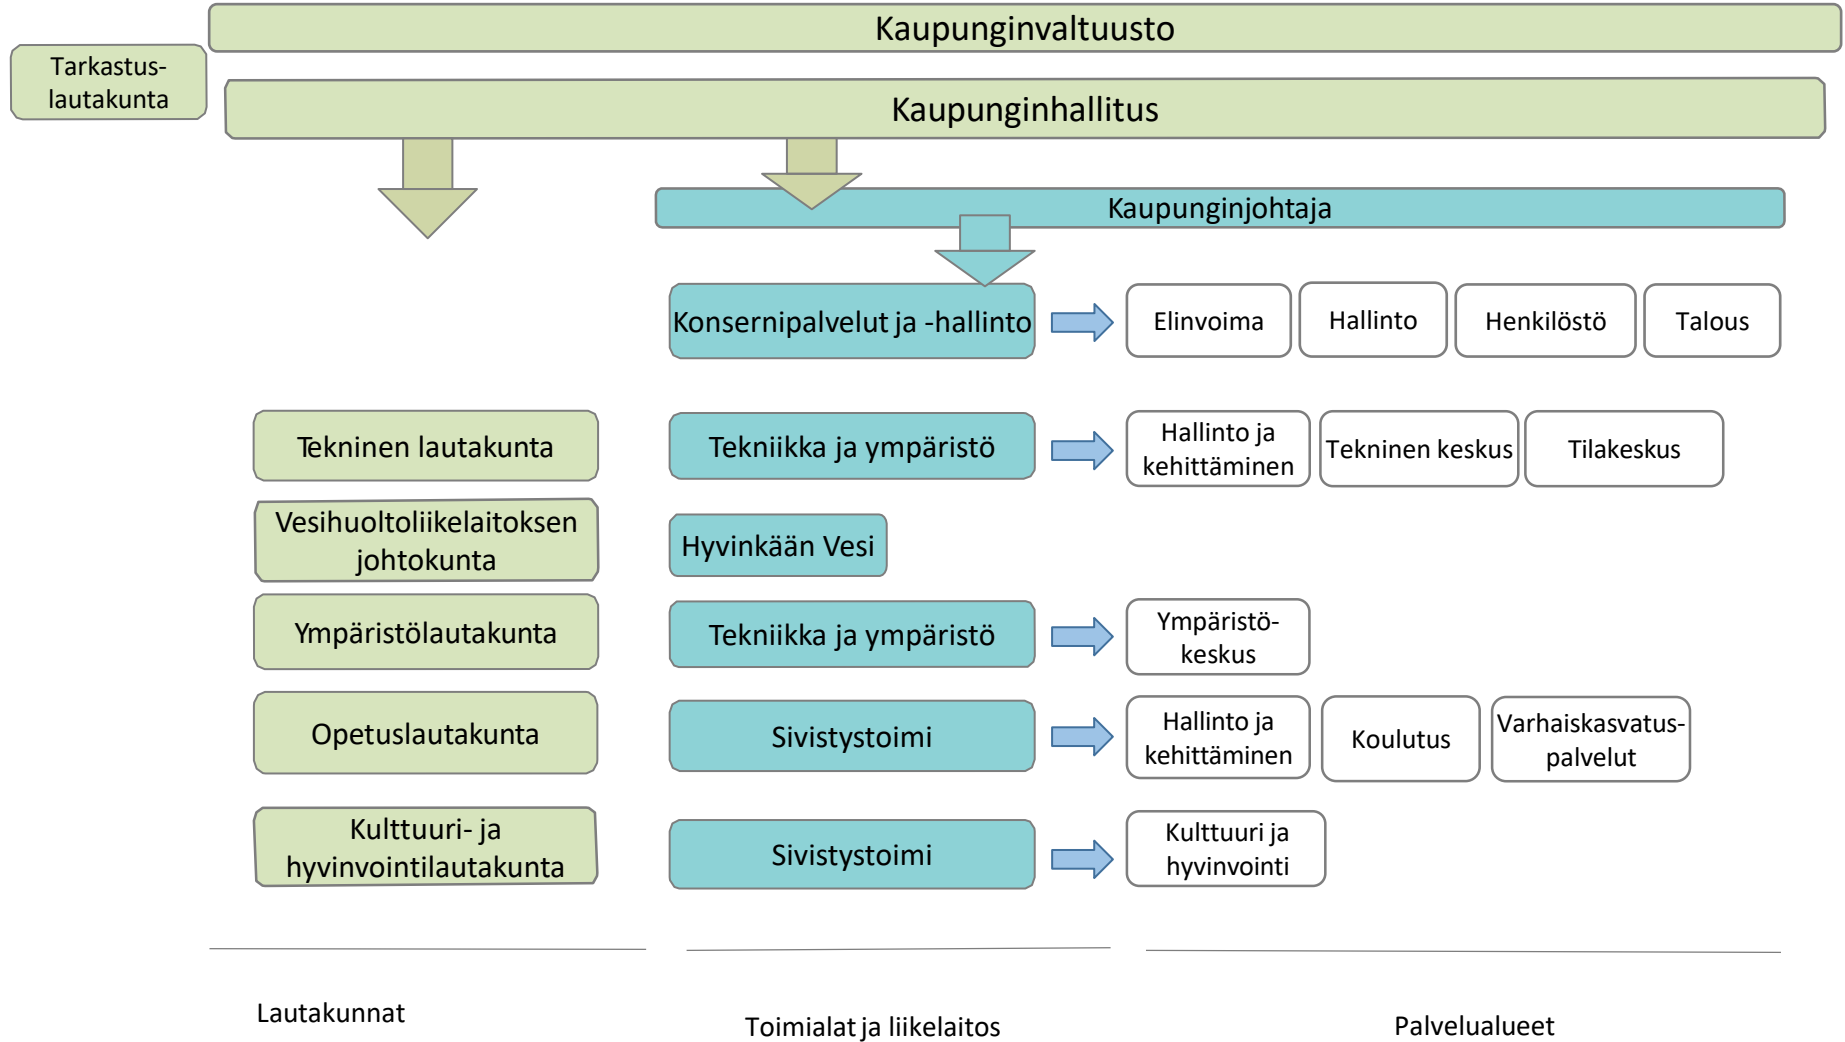 Kaupunginvaltuusto
Tarkastus-
lautakunta
Kaupunginhallitus
Kaupunginjohtaja
Konsernipalvelut ja -hallinto
Elinvoima
Hallinto
Henkilöstö
Talous
Tekninen lautakunta
Tekniikka ja ympäristö
Hallinto ja
kehittäminen
Tekninen keskus
Tilakeskus
Vesihuoltoliikelaitoksen
johtokunta
Hyvinkään Vesi
Ympäristölautakunta
Tekniikka ja ympäristö
Ympäristö-
keskus
Opetuslautakunta
Sivistystoimi
Hallinto ja
kehittäminen
Koulutus
Varhaiskasvatus-
palvelut
Kulttuuri- ja
hyvinvointilautakunta
Sivistystoimi
Kulttuuri ja
hyvinvointi
Lautakunnat
Toimialat ja liikelaitos
Palvelualueet